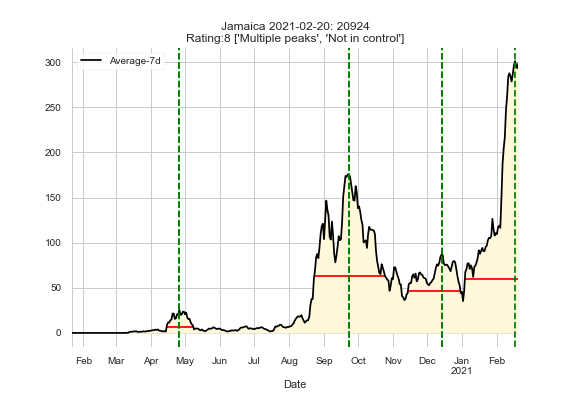 Jamaica 2021-02-20: 20924
Rating:8 ['Multiple peaks', 'Not in control']
Average-7d
300
250
200
150
100
50
0
Feb Mar Apr May Jun Jul Aug Sep Oct Nov Dec Jan Feb
2021
Date